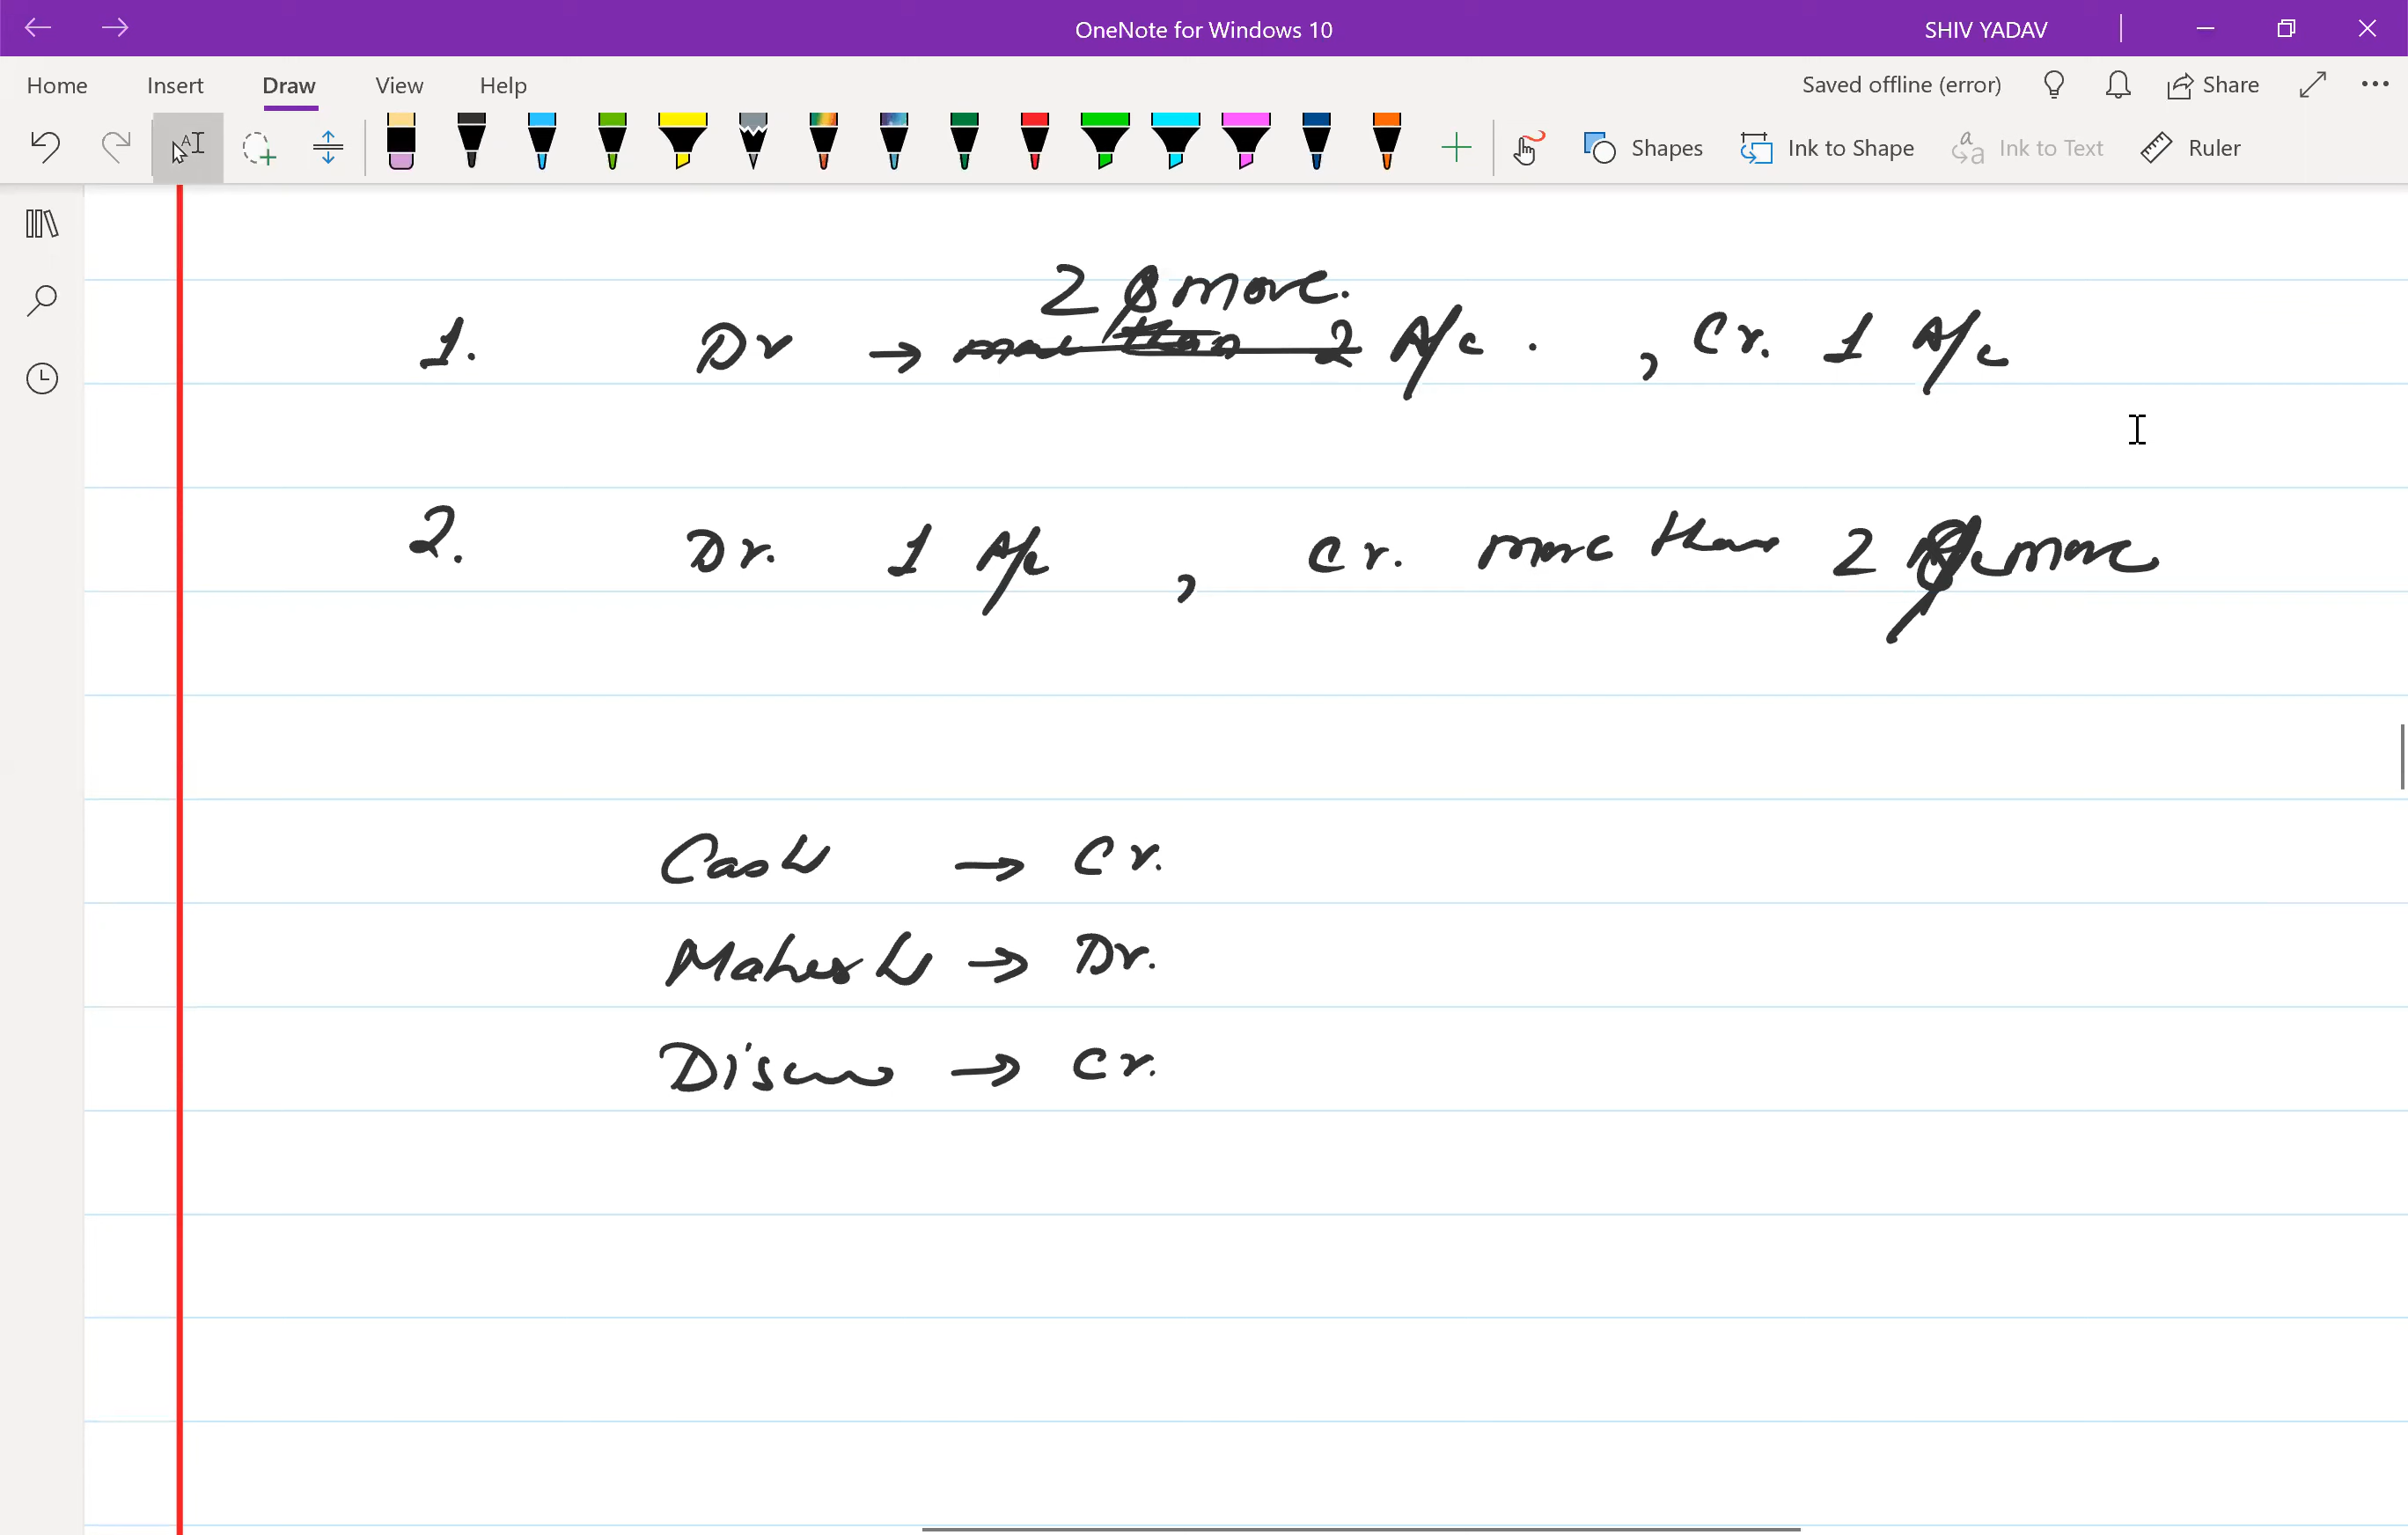 OneNote for Windows 10 SHIV YADAV
Home Insert Draw View Help Saved offline (error) Share
Shapes Ink to Shape Ink to Text Ruler
2 & more.
1. Dr → more than 2 A/c . , Cr. 1 A/c
2. Dr. 1 A/c , Cr. more than 2 & more
Cash → Cr.
Mahesh → Dr.
→ Cr.